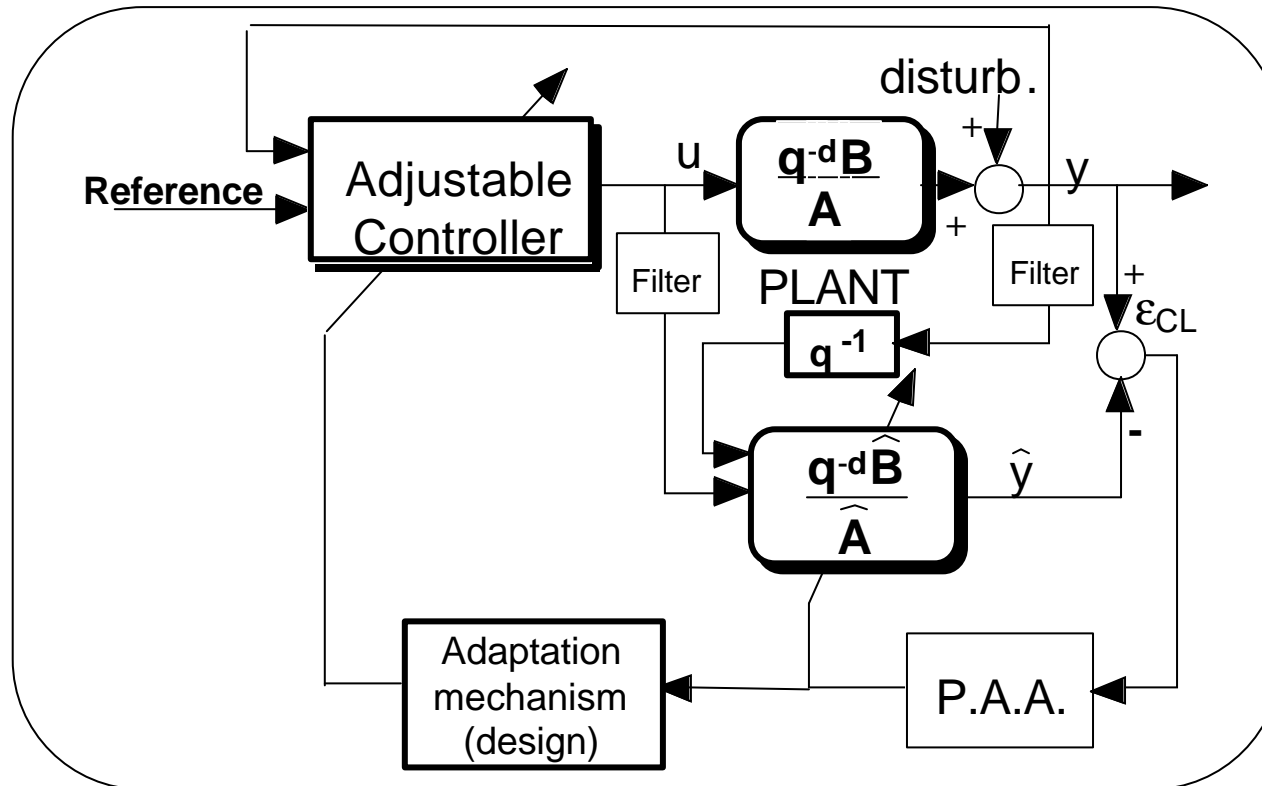 disturb.
+
Reference
Adjustable
Controller
u
q-dB
A
+
y
Filter
PLANT
Filter
+
εCL
q-1
-
q-dB̂
Â
ŷ
Adaptation
mechanism
(design)
P.A.A.